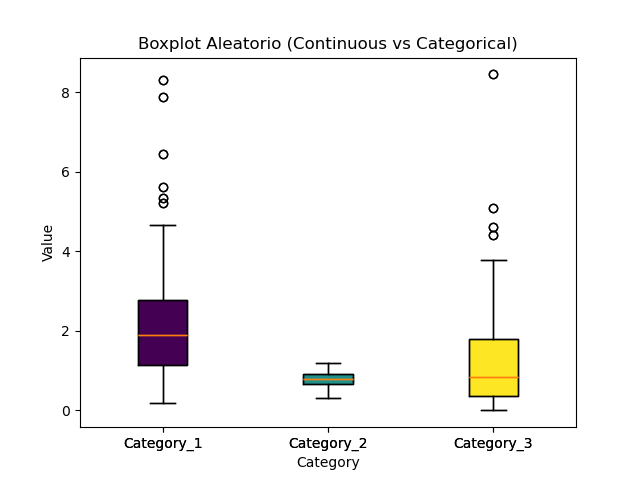 Boxplot Aleatorio (Continuous vs Categorical)
8
6
4
2
0
Value
Category_1 Category_2 Category_3
Category